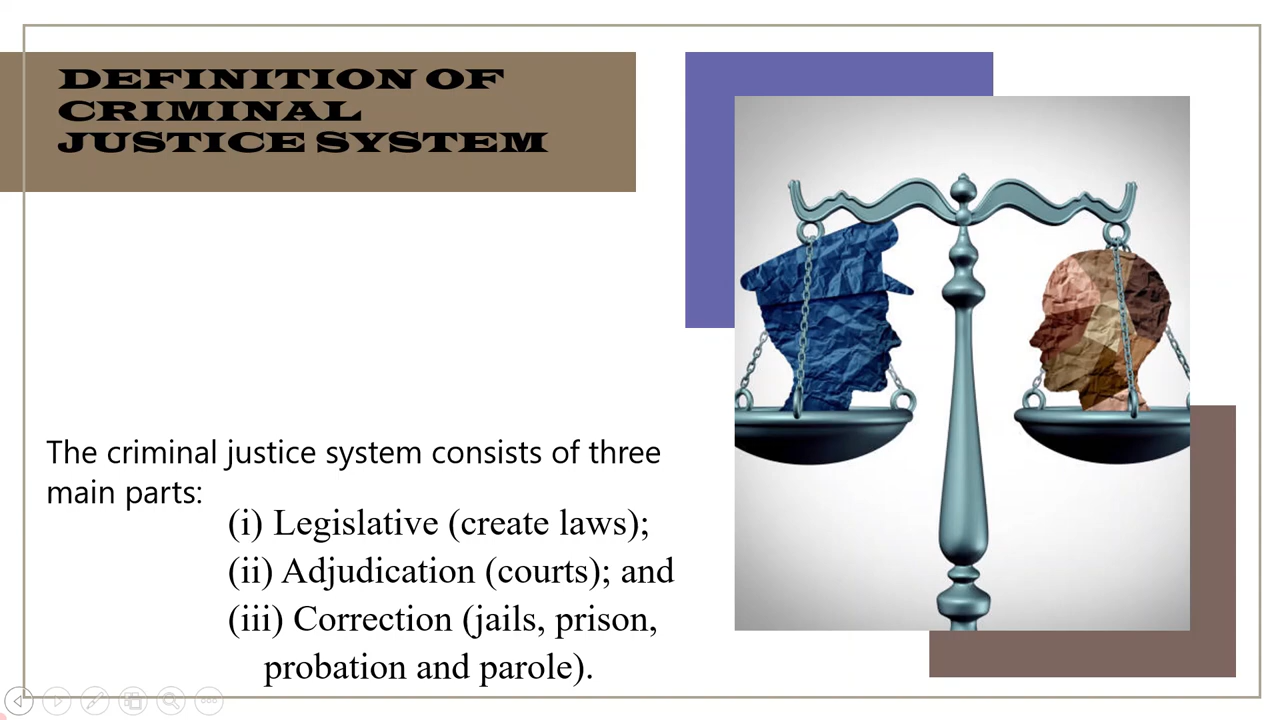 DEFINITION OF
CRIMINAL
JUSTICE SYSTEM
The criminal justice system consists of three
main parts:
(i) Legislative (create laws);
(ii) Adjudication (courts); and
(iii) Correction (jails, prison,
probation and parole).